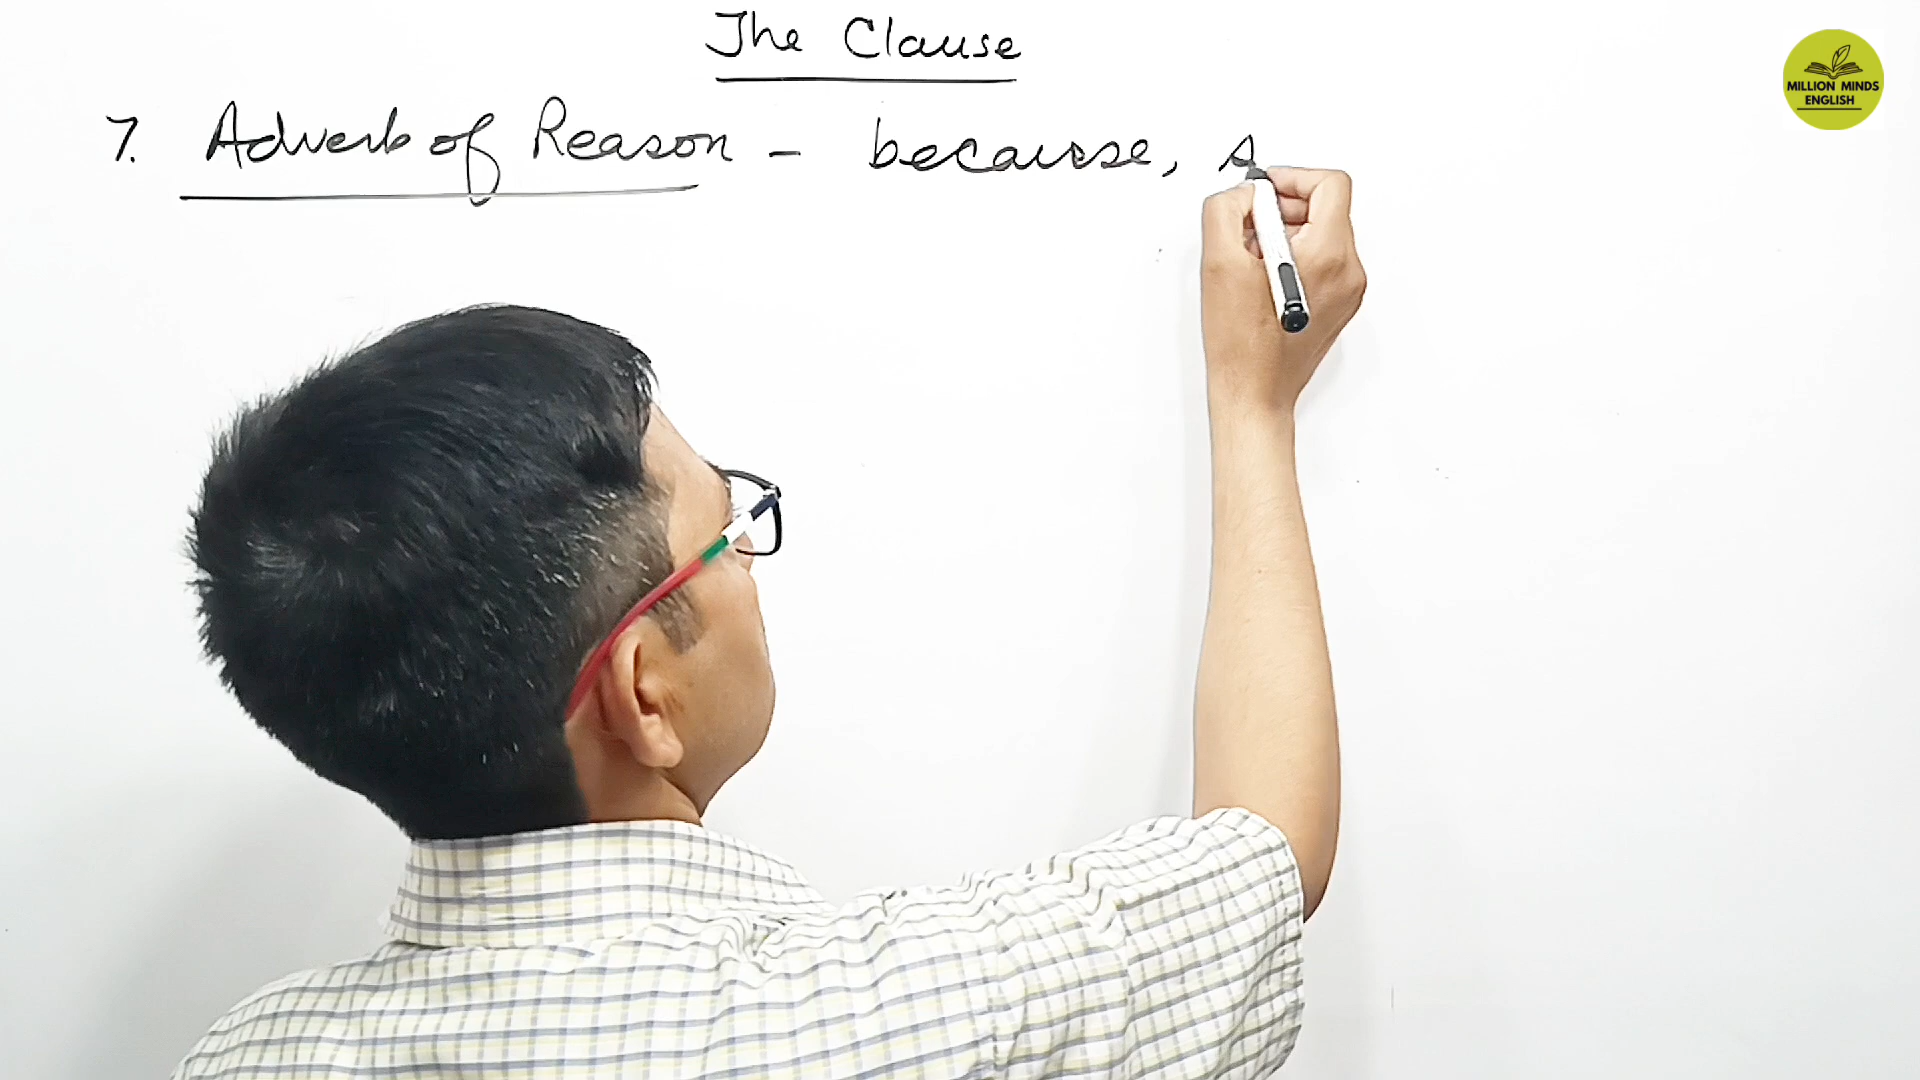 The Clause
7. Adverb of Reason - because, s
MILLION MINDS
ENGLISH